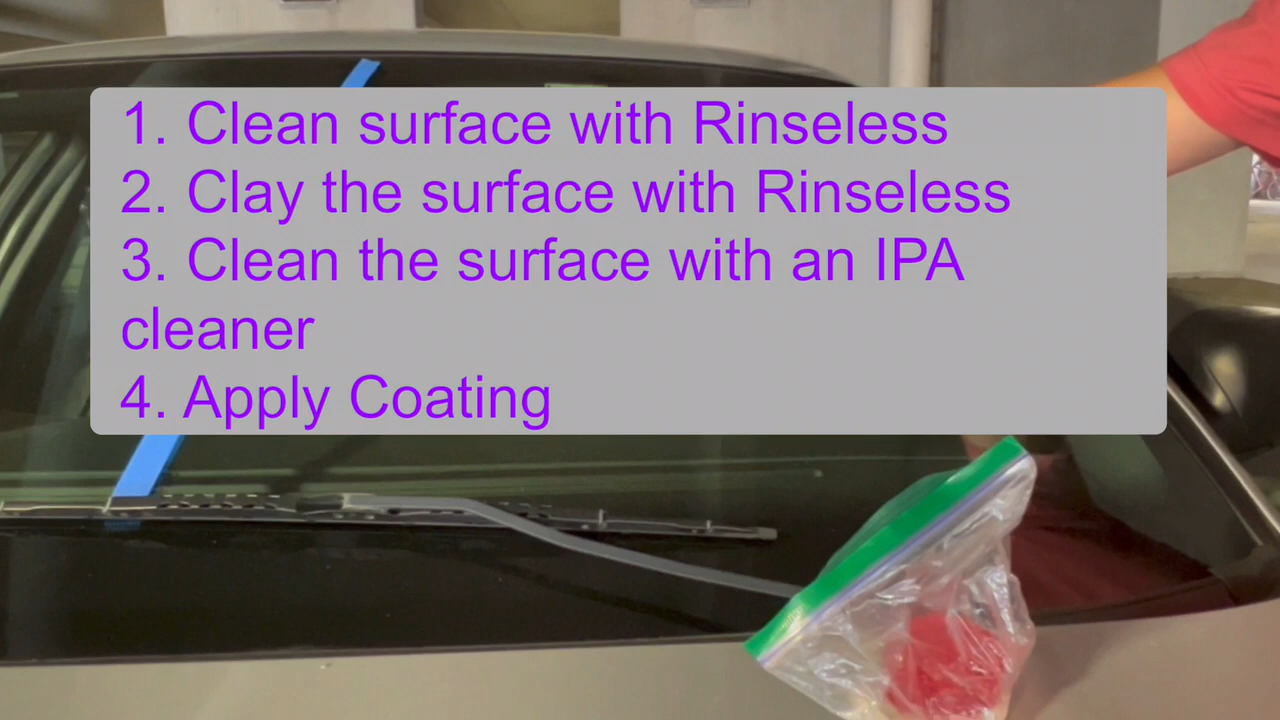 1. Clean surface with Rinseless
2. Clay the surface with Rinseless
3. Clean the surface with an IPA
cleaner
4. Apply Coating